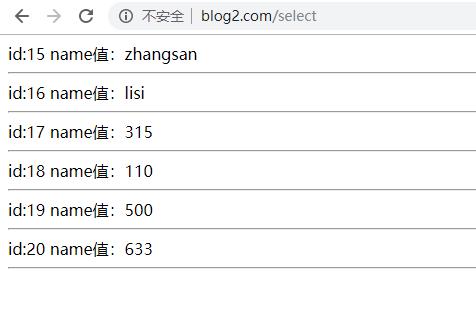 不安全 | blog2.com/select
id:15 name值：zhangsan
id:16 name值：lisi
id:17 name值：315
id:18 name值：110
id:19 name值：500
id:20 name值：633